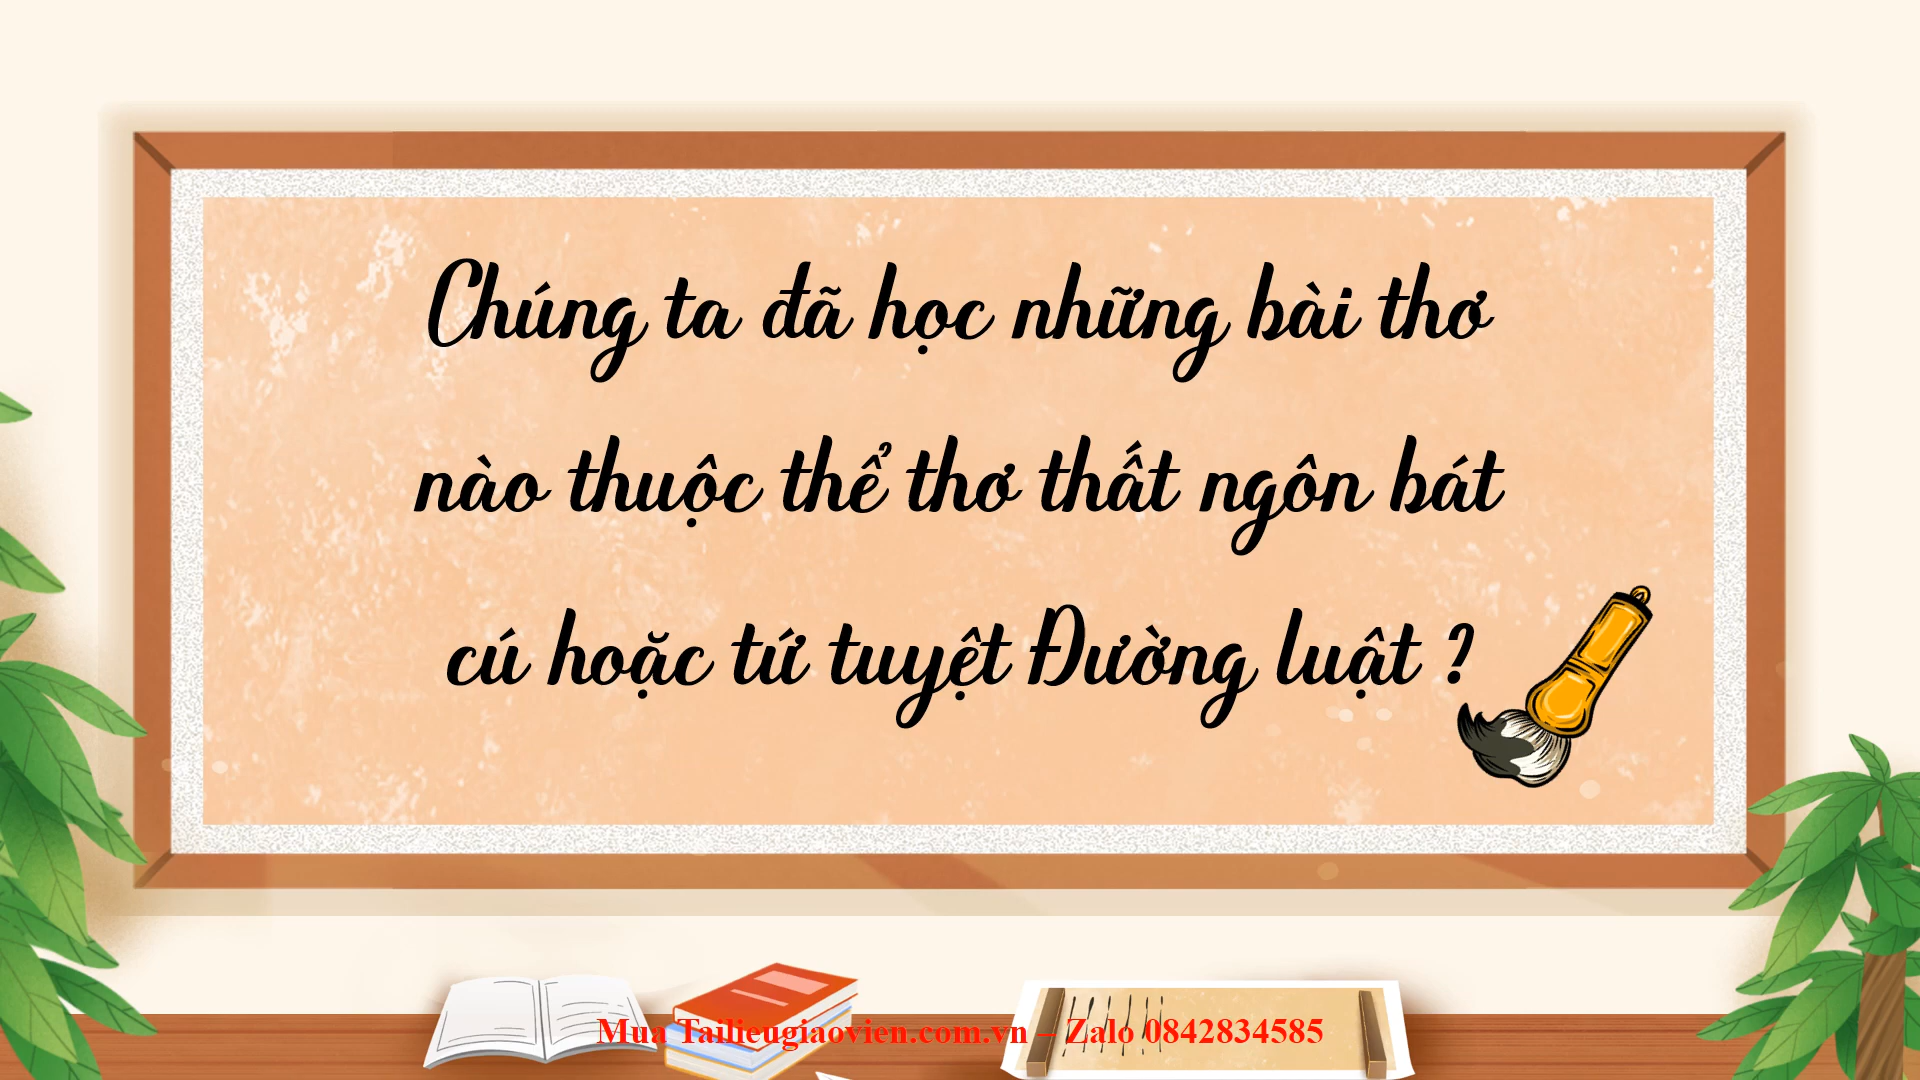 Chúng ta đã học những bài thơ
nào thuộc thể thơ thất ngôn bát
cú hoặc tứ tuyệt Đường luật ?
Mua Tailieugiaovien.com.vn – Zalo 0842834585